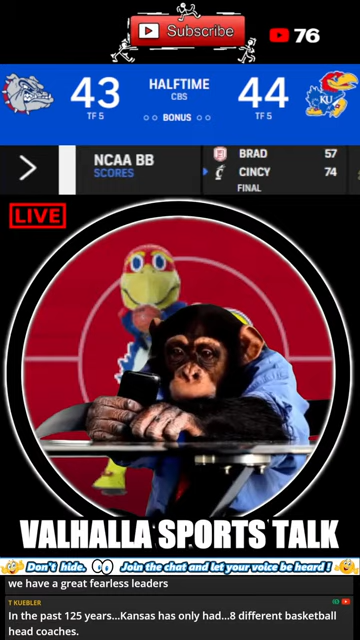 Subscribe
76
43
HALFTIME
44
CBS
TF 5
BONUS
TF 5
KU
NCAA BB
SCORES
BRAD 57
CINCY 74
FINAL
LIVE
VALHALLA SPORTS TALK
Don't hide. Join the chat and let your voice be heard !
we have a great fearless leaders
T KUEBLER
In the past 125 years...Kansas has only had...8 different basketball
head coaches.